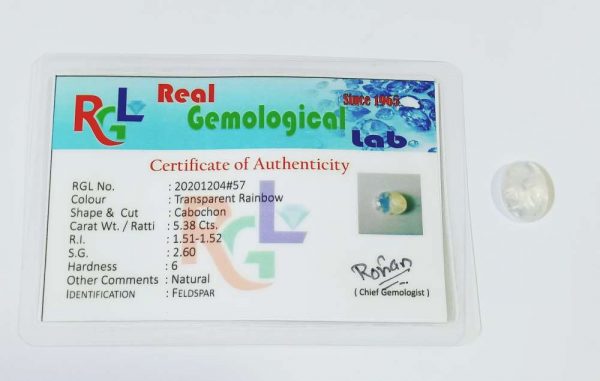 RGL
Real
Gemological
Lab
Since 1965
Certificate of Authenticity
RGL No. : 20201204#57
Colour : Transparent Rainbow
Shape & Cut : Cabochon
Carat Wt. / Ratti : 5.38 Cts.
R.I. : 1.51-1.52
S.G. : 2.60
Hardness : 6
Other Comments : Natural
IDENTIFICATION : FELDSPAR
RGL
Rohan
( Chief Gemologist )